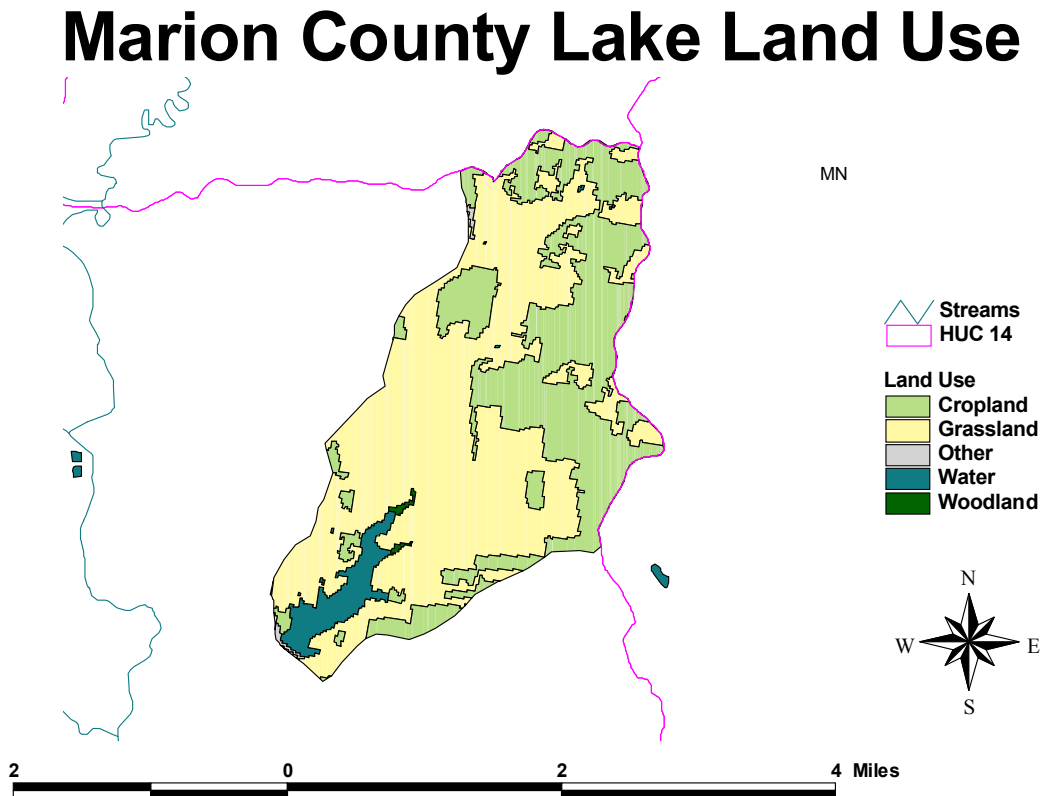 Marion County Lake Land Use
MN
Streams
HUC 14
Land Use
Cropland
Grassland
Other
Water
Woodland
N
W E
S
2 0 2 4 Miles